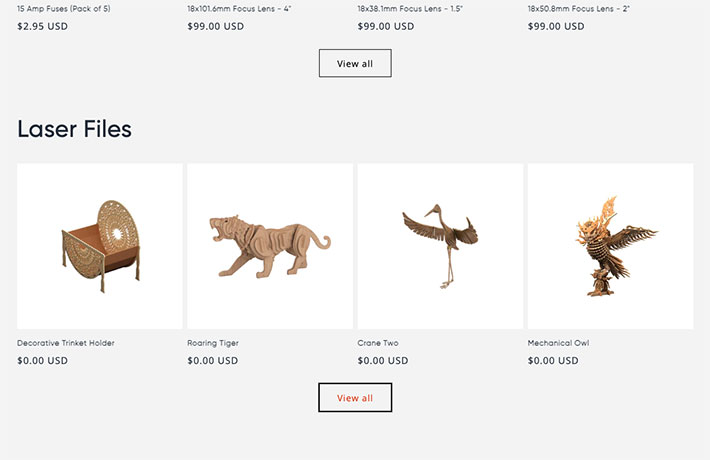 15 Amp Fuses (Pack of 5)
18x101.6mm Focus Lens - 4"
18x38.1mm Focus Lens - 1.5"
18x50.8mm Focus Lens - 2"
$2.95 USD
$99.00 USD
$99.00 USD
$99.00 USD
View all
Laser Files
Decorative Trinket Holder
Roaring Tiger
Crane Two
Mechanical Owl
$0.00 USD
$0.00 USD
$0.00 USD
$0.00 USD
View all